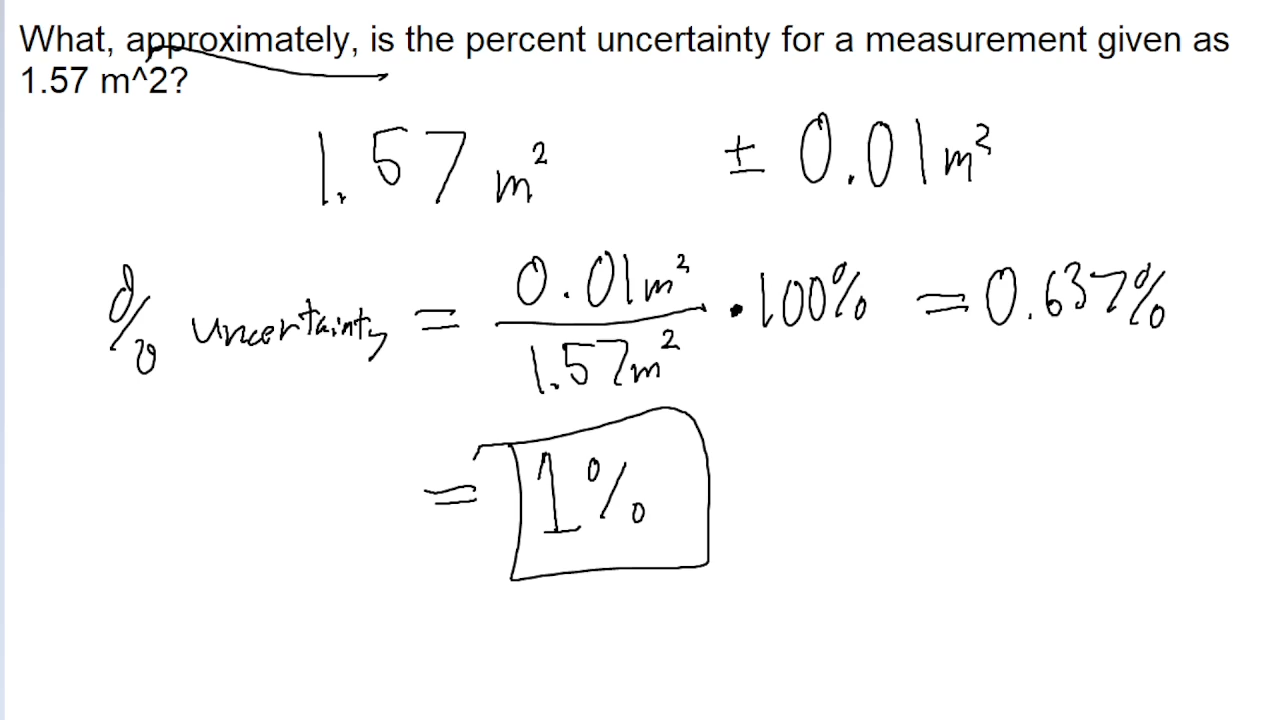 What, approximately, is the percent uncertainty for a measurement given as
1.57 m^2?
1.57 m² ± 0.01 m²
% uncertainty = 0.01 m² / 1.57 m² · 100% = 0.637%
= 1%